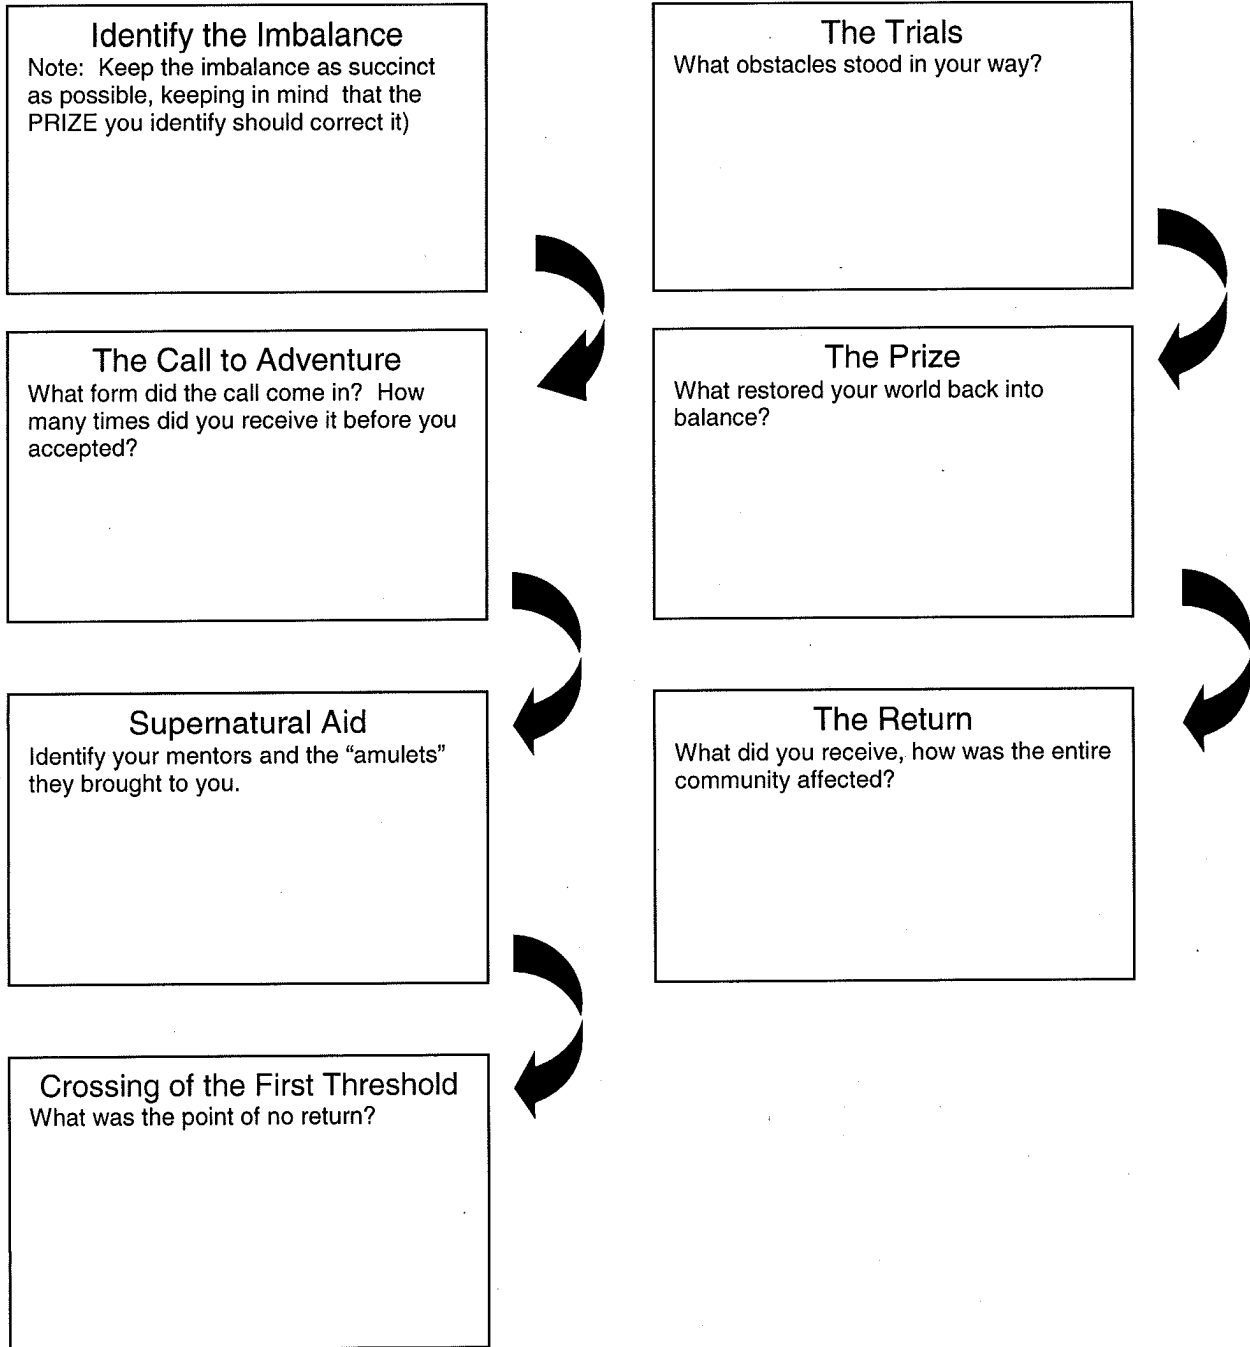 Identify the Imbalance
Note: Keep the imbalance as succinct
as possible, keeping in mind that the
PRIZE you identify should correct it)
The Call to Adventure
What form did the call come in? How
many times did you receive it before you
accepted?
Supernatural Aid
Identify your mentors and the “amulets”
they brought to you.
Crossing of the First Threshold
What was the point of no return?
The Trials
What obstacles stood in your way?
The Prize
What restored your world back into
balance?
The Return
What did you receive, how was the entire
community affected?